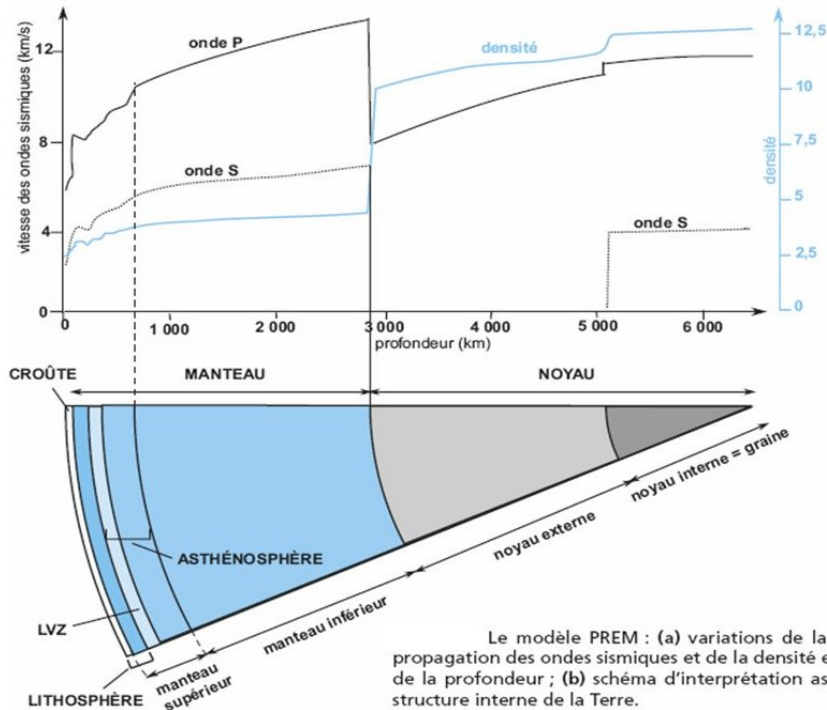 vitesse des ondes sismiques (km/s)
12
8
4
0
onde P
onde S
densité
onde S
12,5
10
7,5
5
2,5
0
densité
0
1 000
2 000
3 000
4 000
5 000
6 000
profondeur (km)
CROÛTE
MANTEAU
NOYAU
ASTHÉNOSPHÈRE
LVZ
LITHOSPHÈRE
manteau
supérieur
manteau inférieur
noyau externe
noyau interne = graine
Le modèle PREM : (a) variations de la
propagation des ondes sismiques et de la densité e
de la profondeur ; (b) schéma d'interprétation as
structure interne de la Terre.